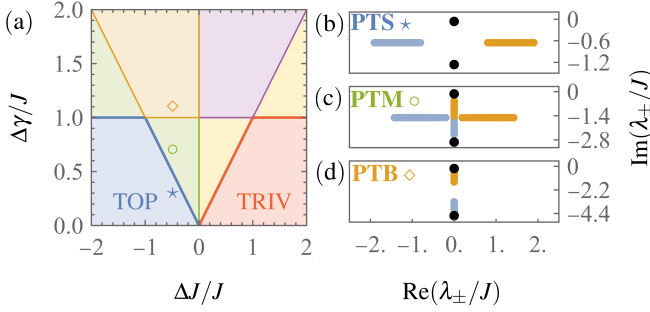 (a)
2.0
1.5
1.0
0.5
0.0
Δγ/J
TOP
TRIV
−2
−1
0
1
2
ΔJ/J
(b)
PTS ⋆
0
−0.6
−1.2
(c)
PTM ○
0
−1.4
−2.8
(d)
PTB ◇
0
−2.2
−4.4
Im(λ±/J)
−2.
−1.
0.
1.
2.
Re(λ±/J)